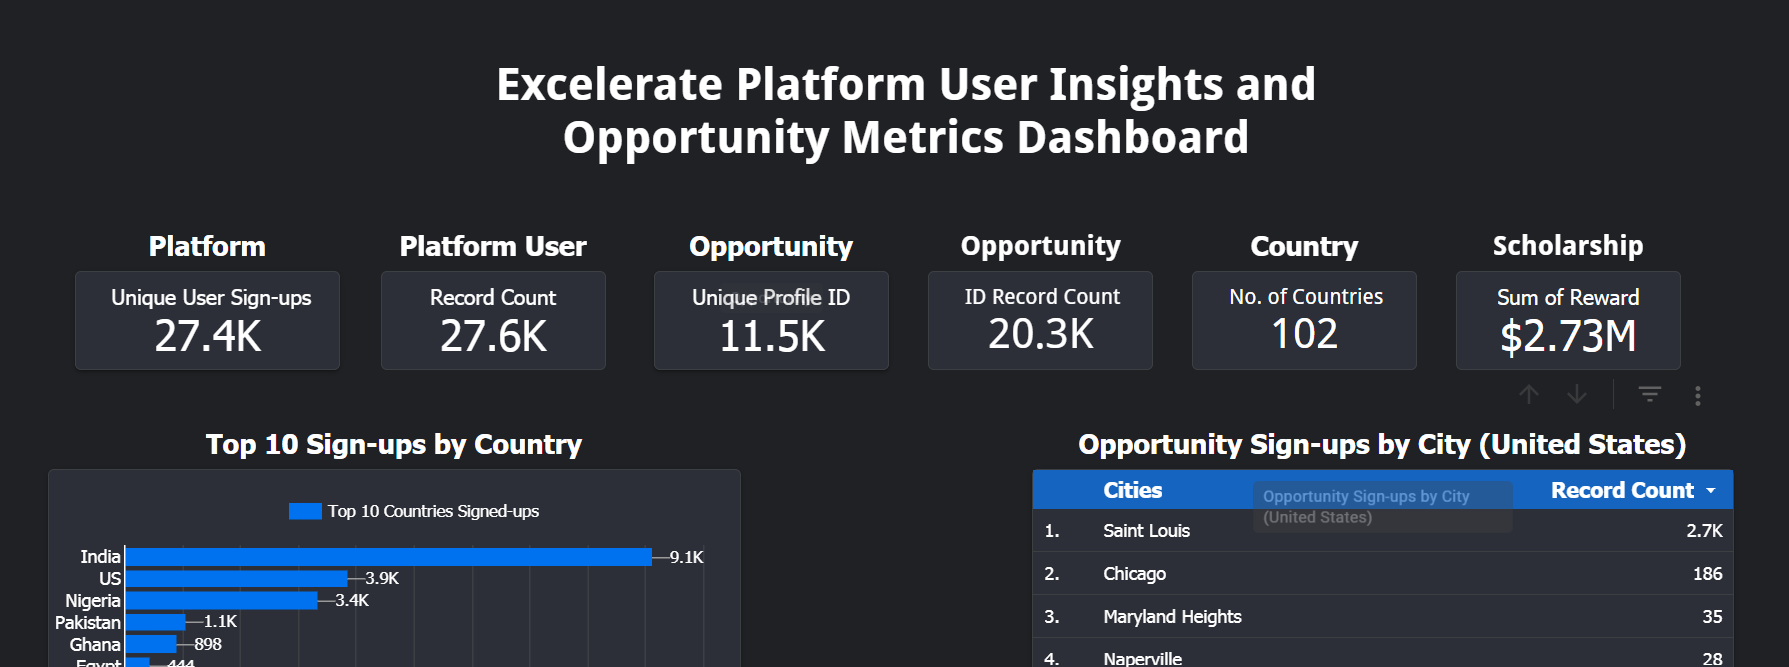 Excelerate Platform User Insights and
Opportunity Metrics Dashboard
Platform
Unique User Sign-ups
27.4K
Platform User
Record Count
27.6K
Opportunity
Unique Profile ID
11.5K
Opportunity
ID Record Count
20.3K
Country
No. of Countries
102
Scholarship
Sum of Reward
$2.73M
Top 10 Sign-ups by Country
Top 10 Countries Signed-ups
India 9.1K
US 3.9K
Nigeria 3.4K
Pakistan 1.1K
Ghana 898
Egypt 444
Opportunity Sign-ups by City (United States)
Cities Record Count
Opportunity Sign-ups by City
(United States)
1. Saint Louis 2.7K
2. Chicago 186
3. Maryland Heights 35
4. Naperville 28